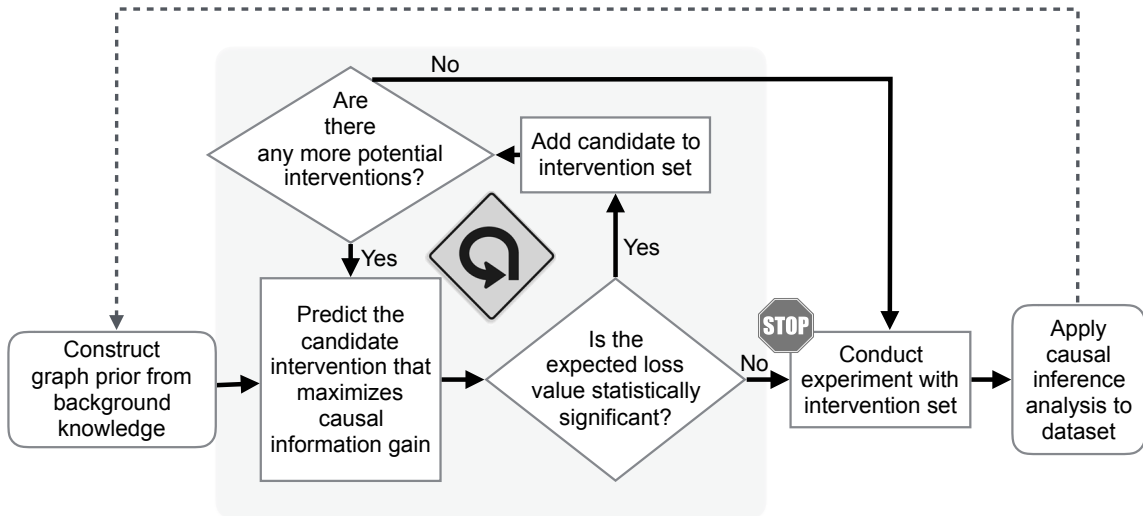 No
Are
there
any more potential
interventions?
Add candidate to
intervention set
Yes
Yes
Construct
graph prior from
background
knowledge
Predict the
candidate
intervention that
maximizes
causal
information gain
Is the
expected loss
value statistically
significant?
No
STOP
Conduct
experiment with
intervention set
Apply
causal
inference
analysis to
dataset